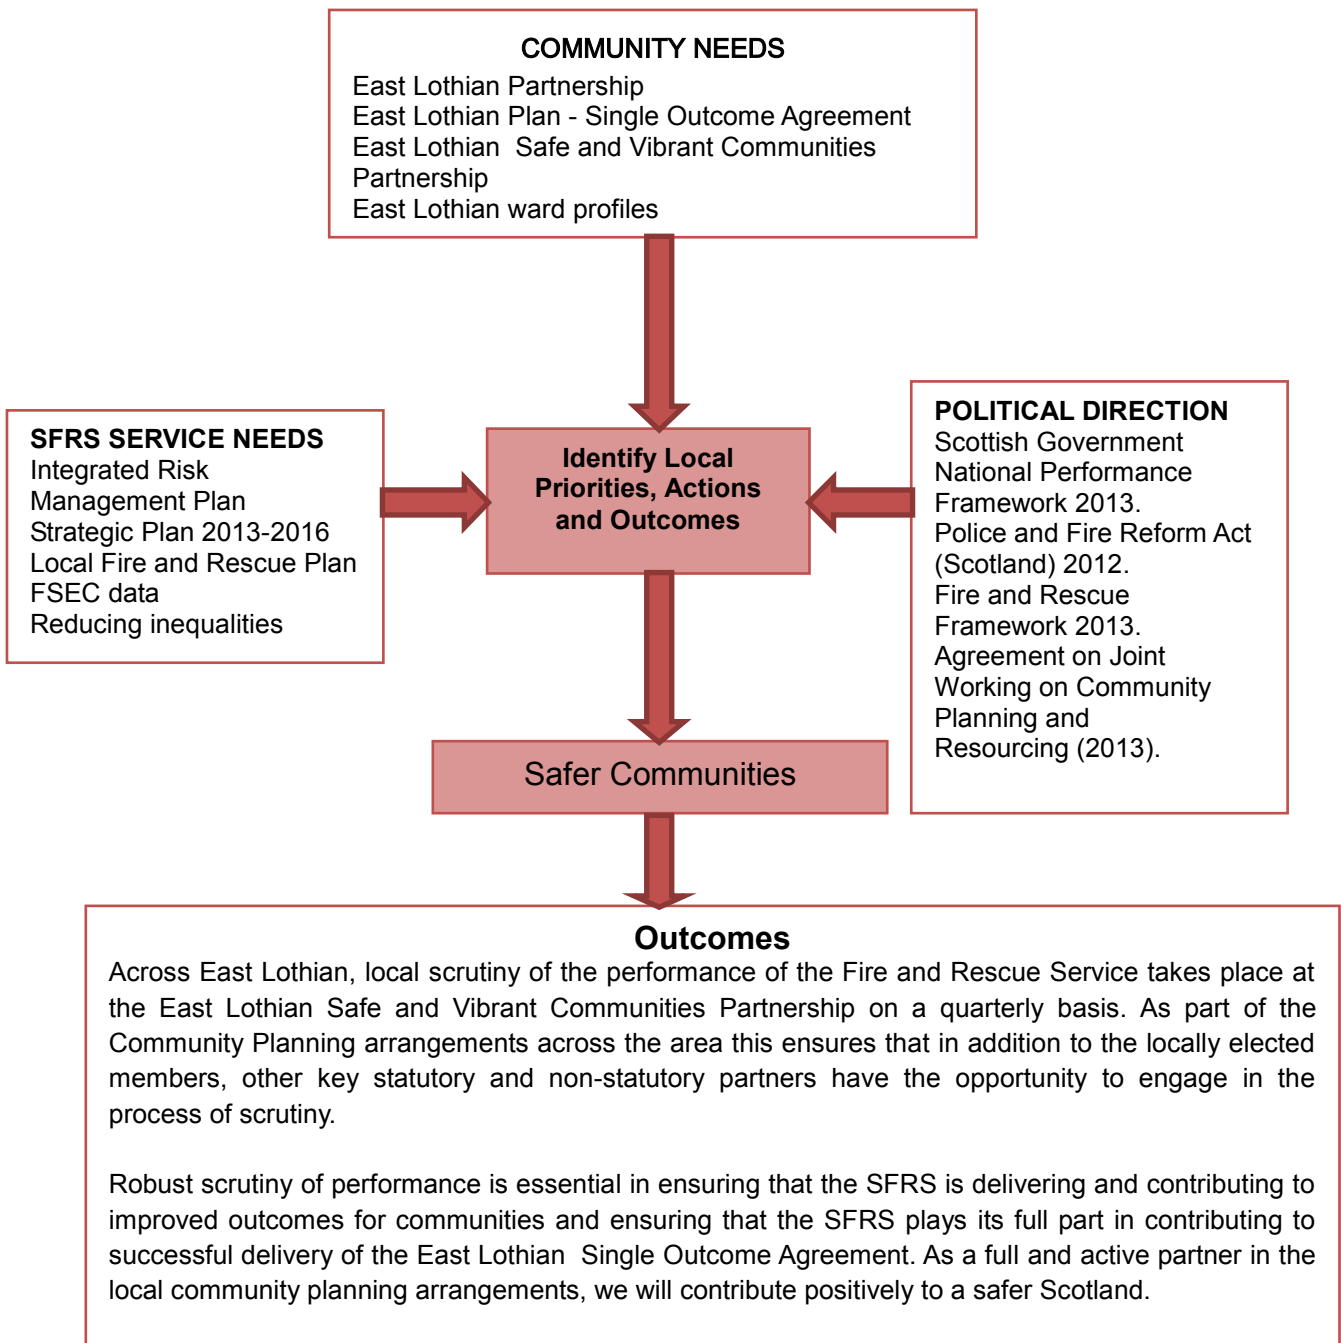 COMMUNITY NEEDS
East Lothian Partnership
East Lothian Plan - Single Outcome Agreement
East Lothian  Safe and Vibrant Communities
Partnership
East Lothian ward profiles
SFRS SERVICE NEEDS
Integrated Risk
Management Plan
Strategic Plan 2013-2016
Local Fire and Rescue Plan
FSEC data
Reducing inequalities
Identify Local
Priorities, Actions
and Outcomes
POLITICAL DIRECTION
Scottish Government
National Performance
Framework 2013.
Police and Fire Reform Act
(Scotland) 2012.
Fire and Rescue
Framework 2013.
Agreement on Joint
Working on Community
Planning and
Resourcing (2013).
Safer Communities
Outcomes
Across East Lothian, local scrutiny of the performance of the Fire and Rescue Service takes place at
the East Lothian Safe and Vibrant Communities Partnership on a quarterly basis. As part of the
Community Planning arrangements across the area this ensures that in addition to the locally elected
members, other key statutory and non-statutory partners have the opportunity to engage in the
process of scrutiny.
Robust scrutiny of performance is essential in ensuring that the SFRS is delivering and contributing to
improved outcomes for communities and ensuring that the SFRS plays its full part in contributing to
successful delivery of the East Lothian  Single Outcome Agreement. As a full and active partner in the
local community planning arrangements, we will contribute positively to a safer Scotland.